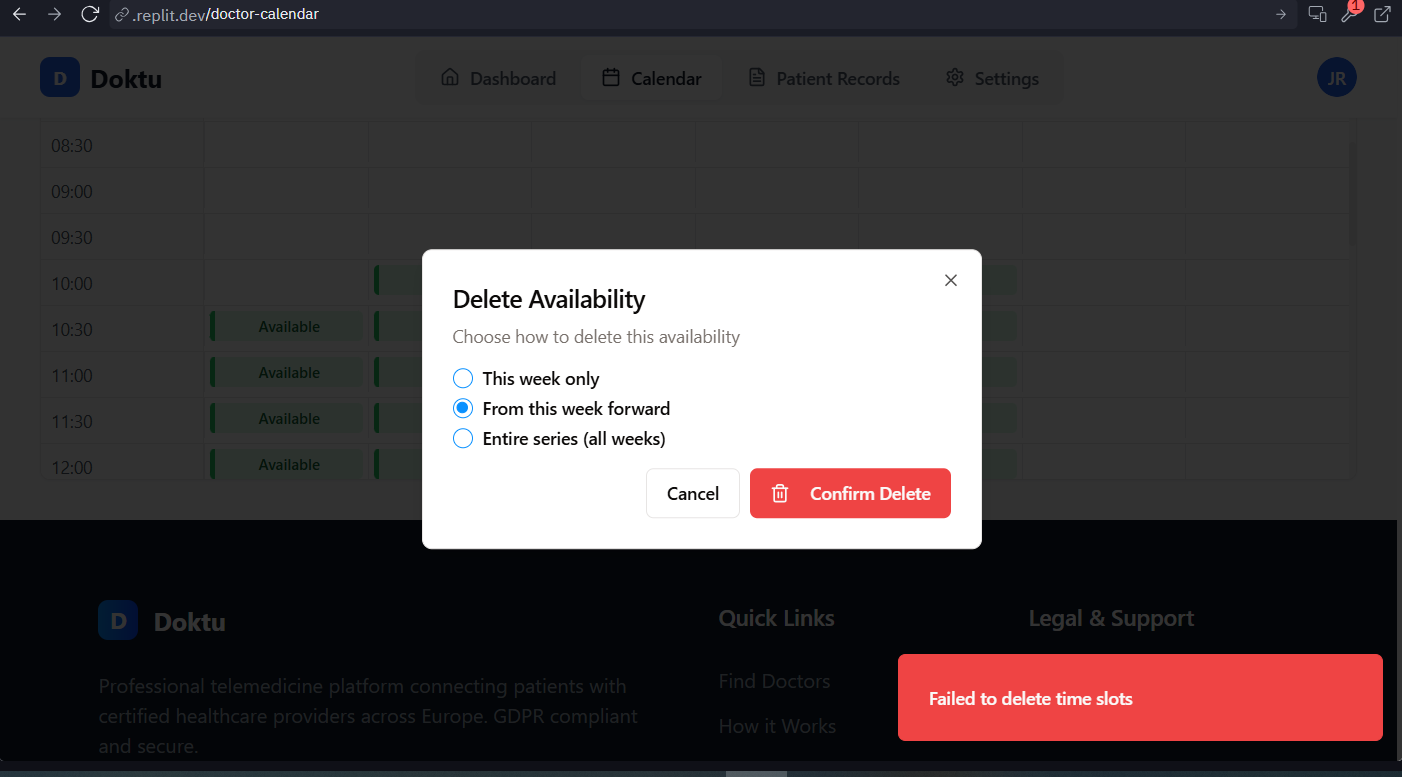 .replit.dev/doctor-calendar
1
D Doktu Dashboard Calendar Patient Records Settings JR
08:30
09:00
09:30
10:00
10:30 Available
11:00 Available
11:30 Available
12:00 Available
Delete Availability
Choose how to delete this availability
This week only
From this week forward
Entire series (all weeks)
Cancel Confirm Delete
D Doktu
Professional telemedicine platform connecting patients with
certified healthcare providers across Europe. GDPR compliant
and secure.
Quick Links
Find Doctors
How it Works
Legal & Support
Failed to delete time slots